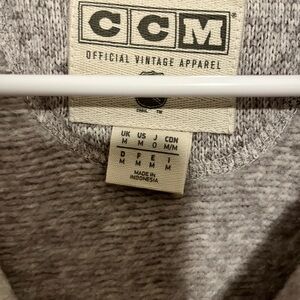 CCM
OFFICIAL VINTAGE APPAREL
UK US J CDN
M M O M/M
D F E I
M M M M
MADE IN
INDONESIA